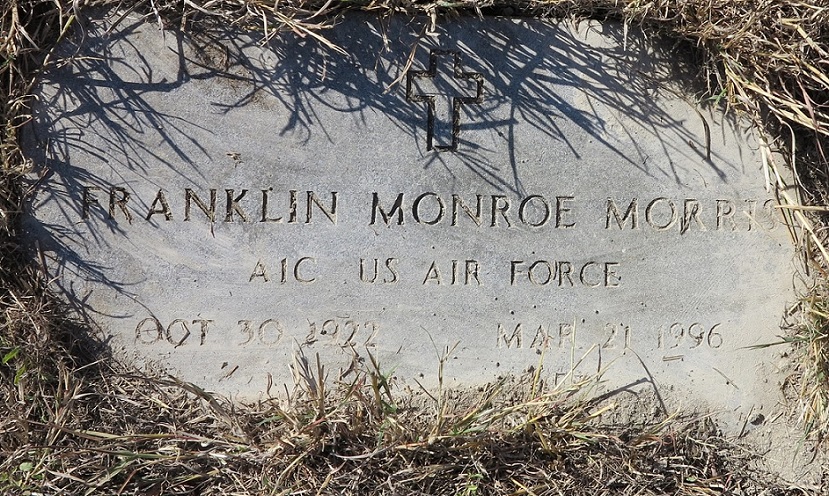 FRANKLIN MONROE MORRIS
A1C US AIR FORCE
OCT 30 1922 MAR 21 1996